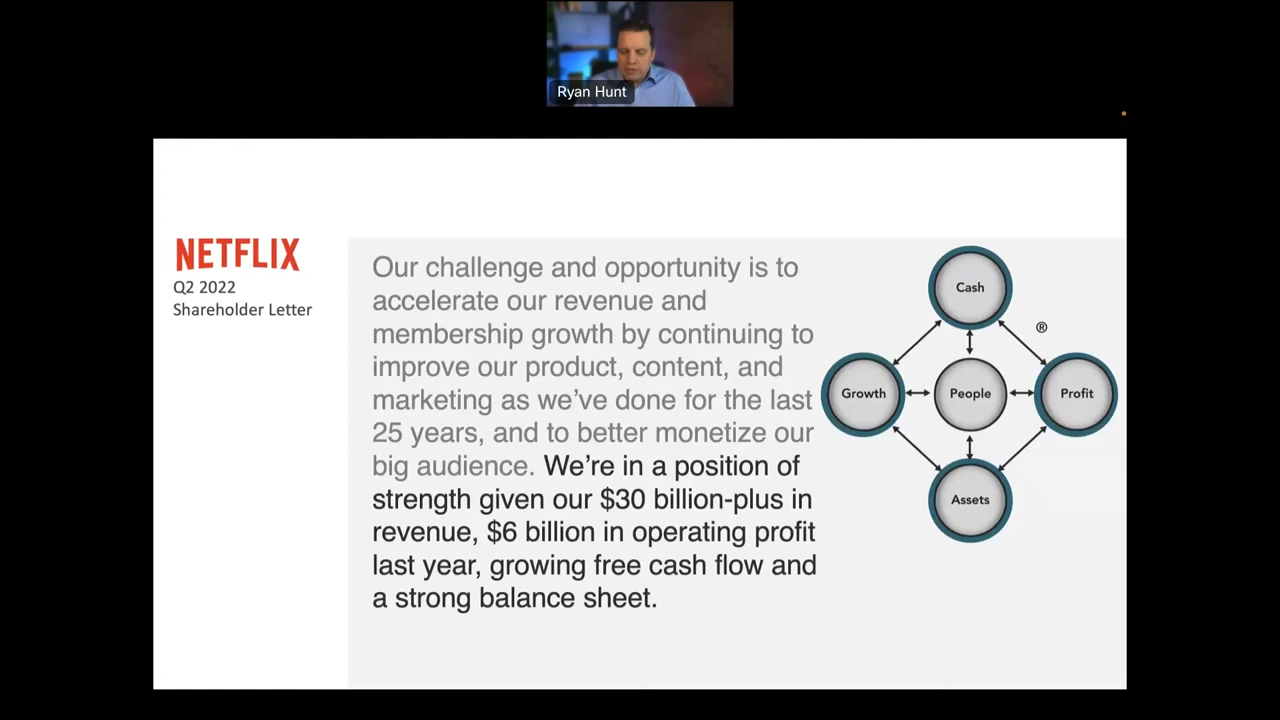 Ryan Hunt
NETFLIX
Q2 2022
Shareholder Letter
Our challenge and opportunity is to
accelerate our revenue and
membership growth by continuing to
improve our product, content, and
marketing as we’ve done for the last
25 years, and to better monetize our
big audience. We’re in a position of
strength given our $30 billion-plus in
revenue, $6 billion in operating profit
last year, growing free cash flow and
a strong balance sheet.
Cash
®
Growth
People
Profit
Assets